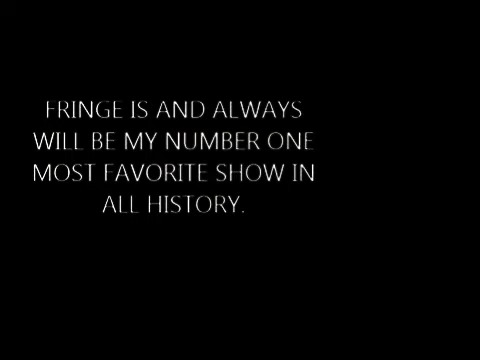 FRINGE IS AND ALWAYS
WILL BE MY NUMBER ONE
MOST FAVORITE SHOW IN
ALL HISTORY.